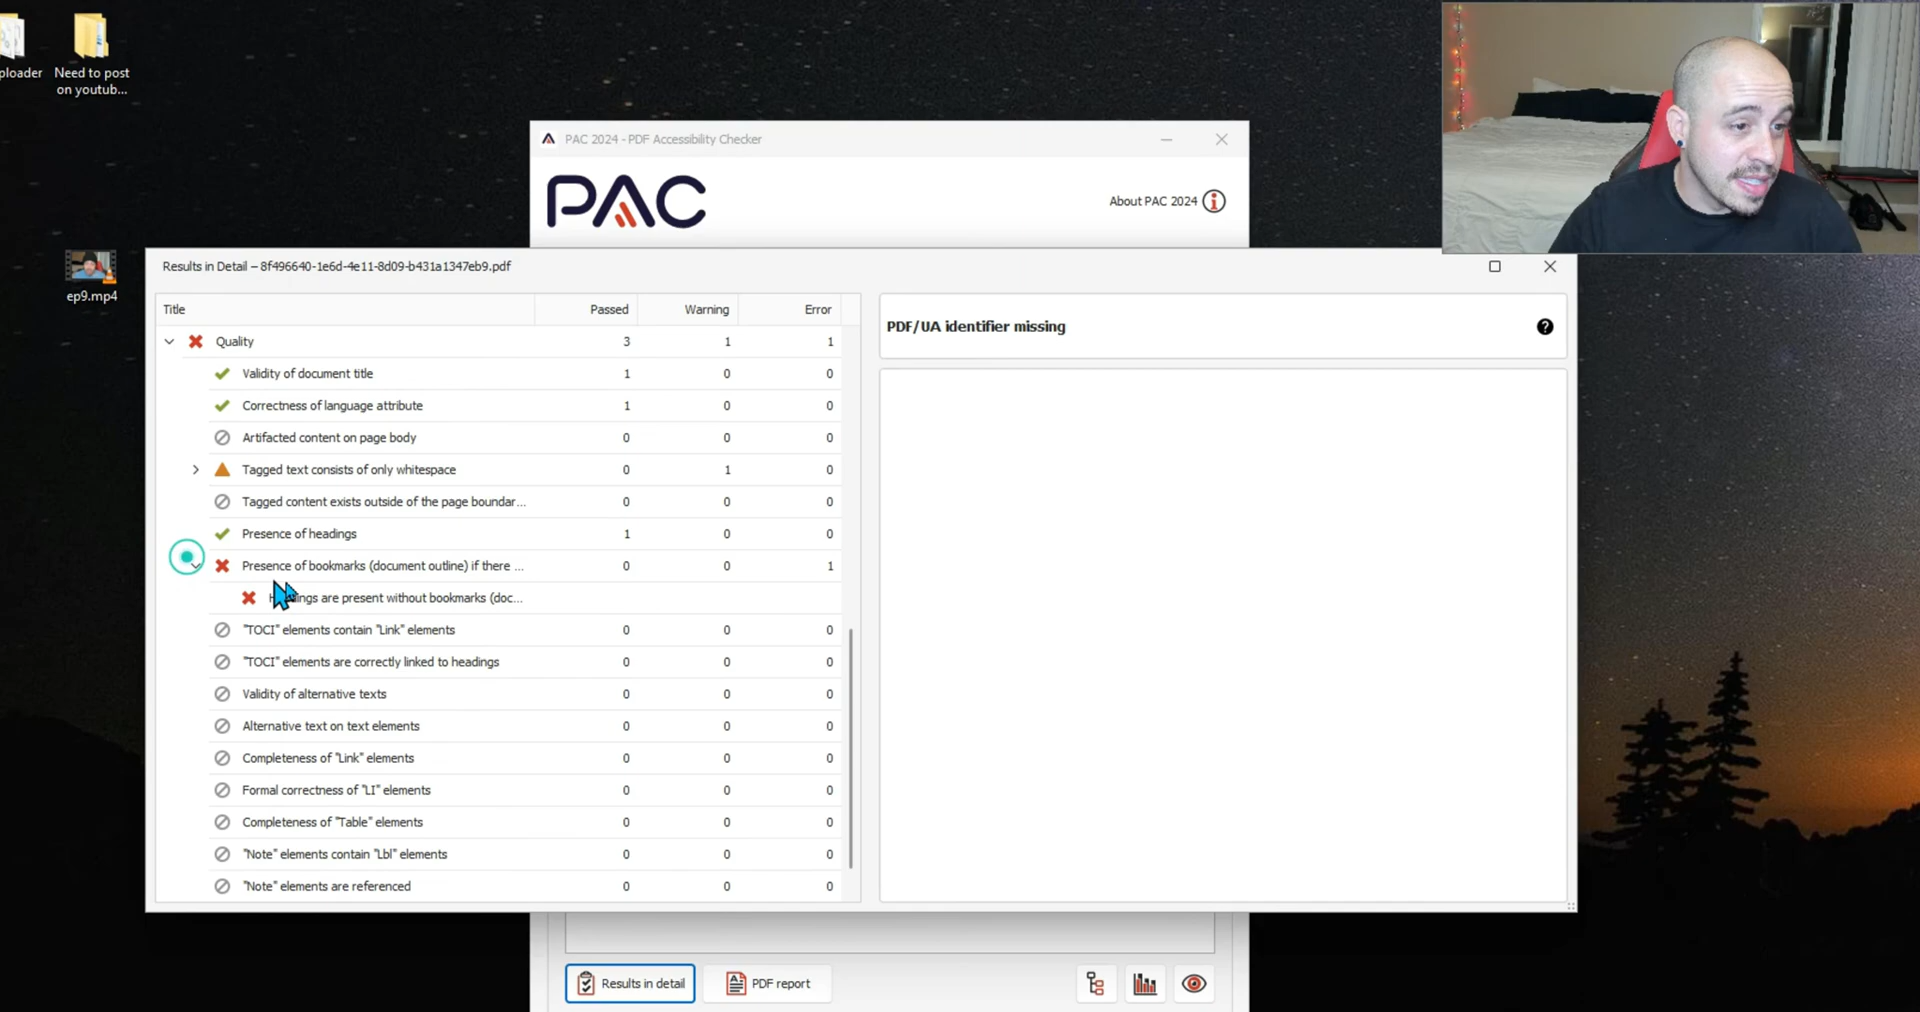 ploader
Need to post
on youtub...
ep9.mp4
PAC 2024 - PDF Accessibility Checker
PAC
About PAC 2024
Results in Detail – 8f496640-1e6d-4e11-8d09-b431a1347eb9.pdf
Title Passed Warning Error
Quality 3 1 1
Validity of document title 1 0 0
Correctness of language attribute 1 0 0
Artifacted content on page body 0 0 0
Tagged text consists of only whitespace 0 1 0
Tagged content exists outside of the page boundar... 0 0 0
Presence of headings 1 0 0
Presence of bookmarks (document outline) if there ... 0 0 1
are present without bookmarks (doc...
"TOCI" elements contain "Link" elements 0 0 0
"TOCI" elements are correctly linked to headings 0 0 0
Validity of alternative texts 0 0 0
Alternative text on text elements 0 0 0
Completeness of "Link" elements 0 0 0
Formal correctness of "LI" elements 0 0 0
Completeness of "Table" elements 0 0 0
"Note" elements contain "Lbl" elements 0 0 0
"Note" elements are referenced 0 0 0
PDF/UA identifier missing
Results in detail
PDF report